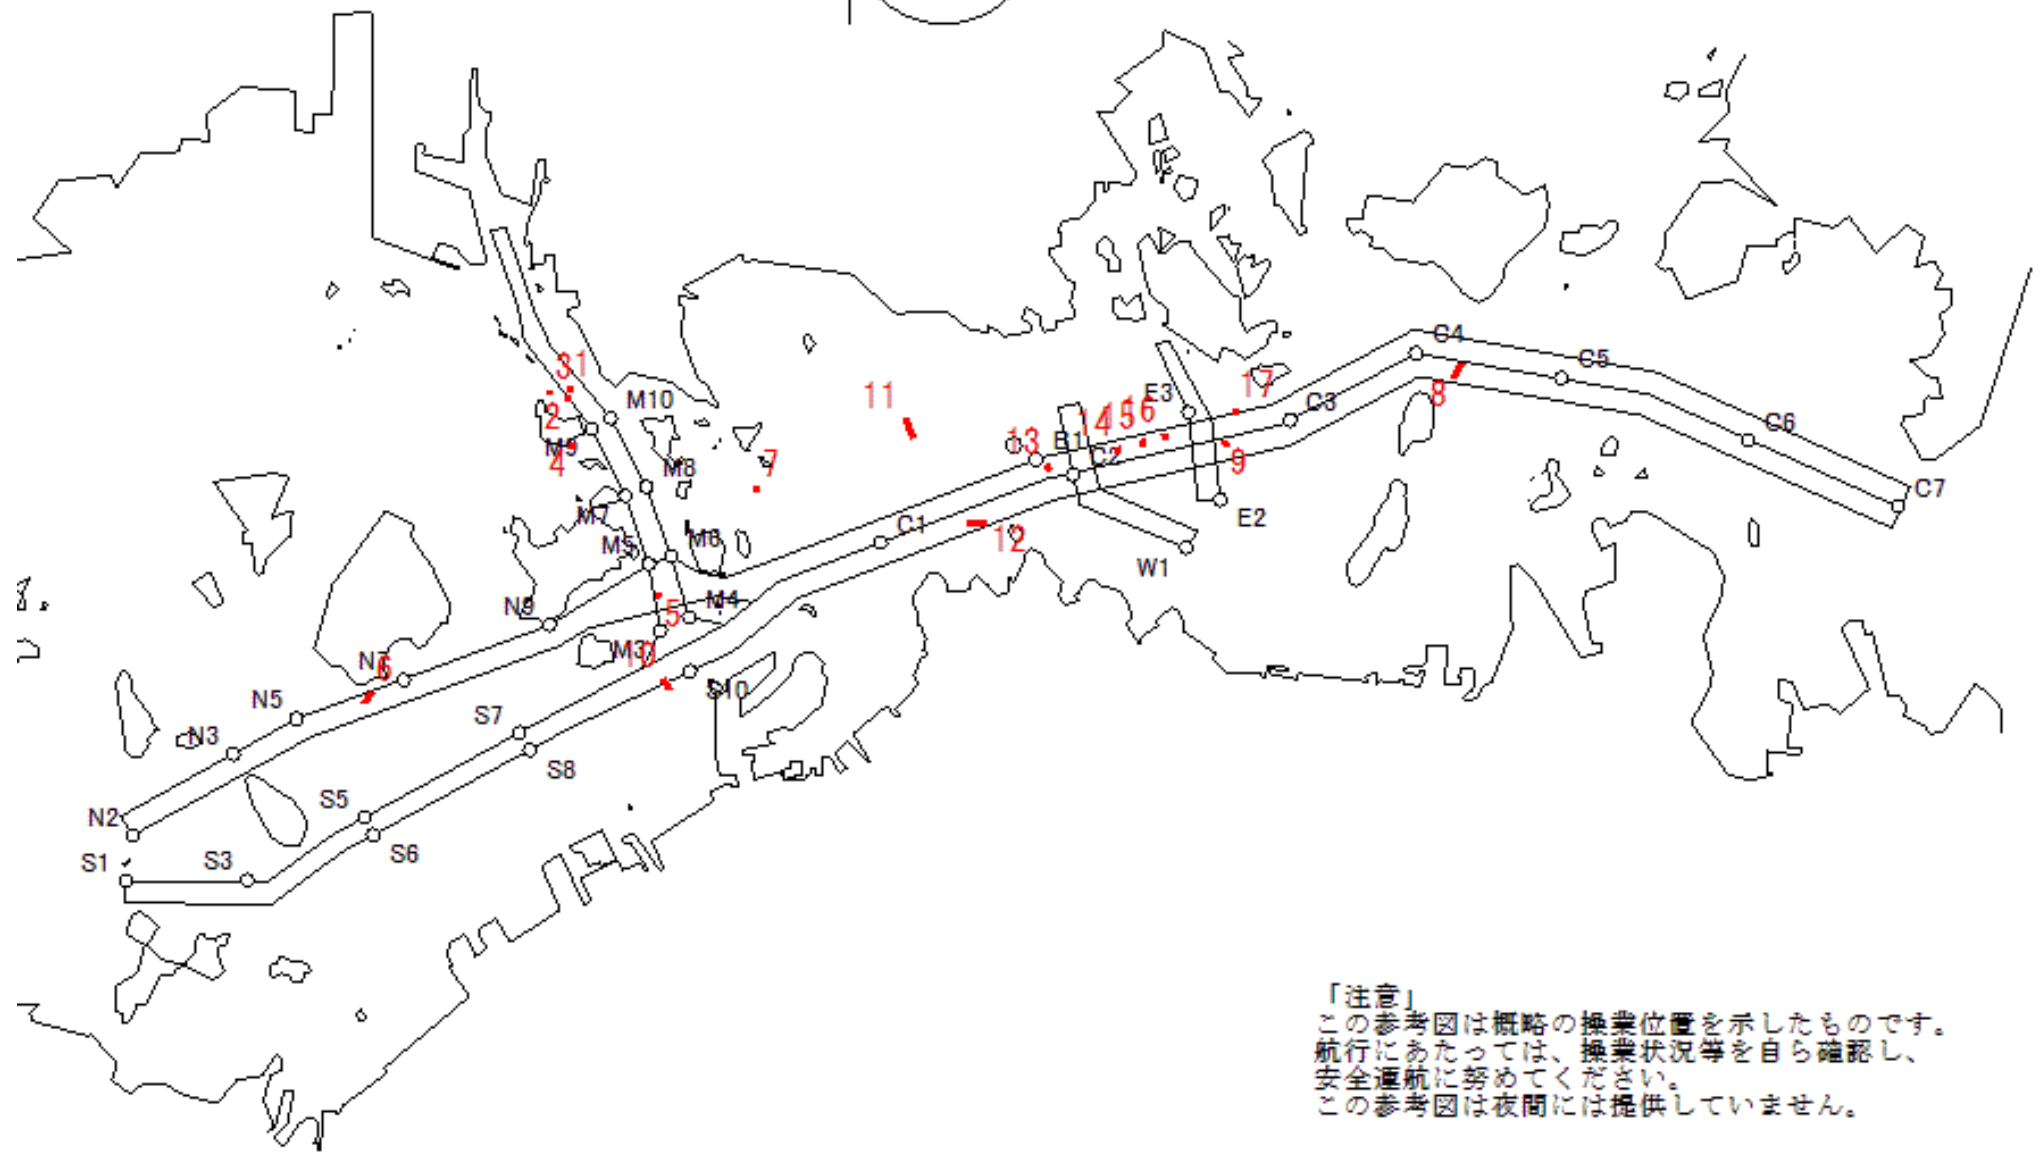 31
2
M10
M9
4
M8
7
M7
M5
M6
N9
5
M4
M3
10
N7
6
N5
N3
S10
S7
S8
N2
S5
S6
S1
S3
11
13
B1
C2
14
15
16
E3
17
9
E2
C1
12
W1
C3
C4
8
C5
C6
C7
「注意」
この参考図は概略の操業位置を示したものです。
航行にあたっては、操業状況等を自ら確認し、
安全運航に努めてください。
この参考図は夜間には提供していません。